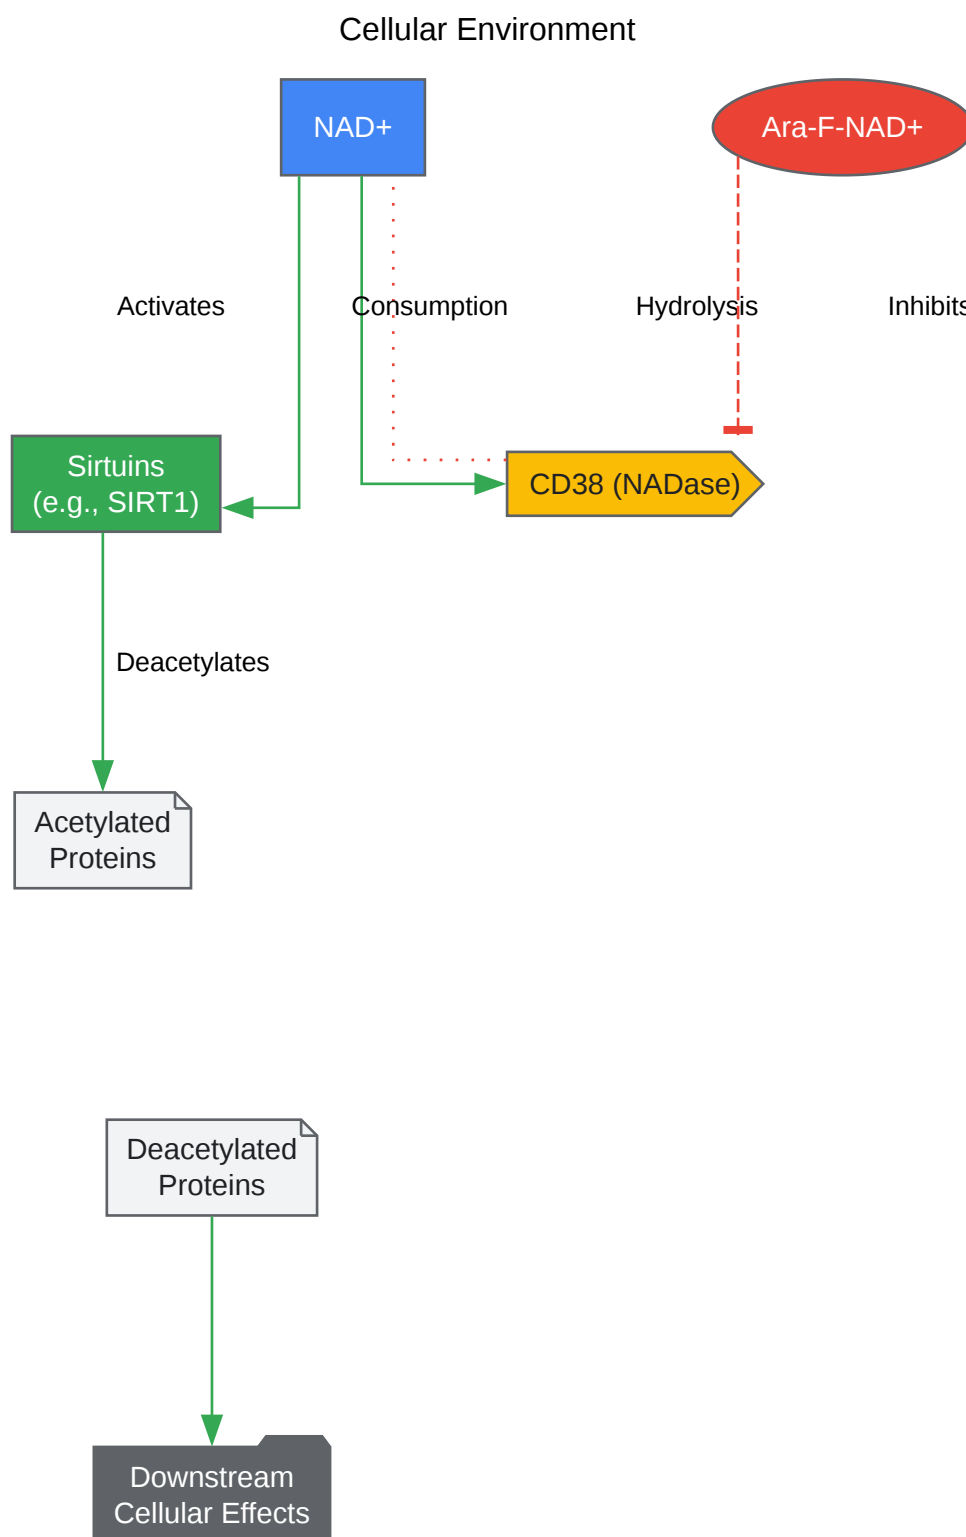 Cellular Environment
NAD+
Ara-F-NAD+
Activates
Consumption
Hydrolysis
Inhibits
Sirtuins
(e.g., SIRT1)
CD38 (NADase)
Deacetylates
Acetylated
Proteins
Deacetylated
Proteins
Downstream
Cellular Effects